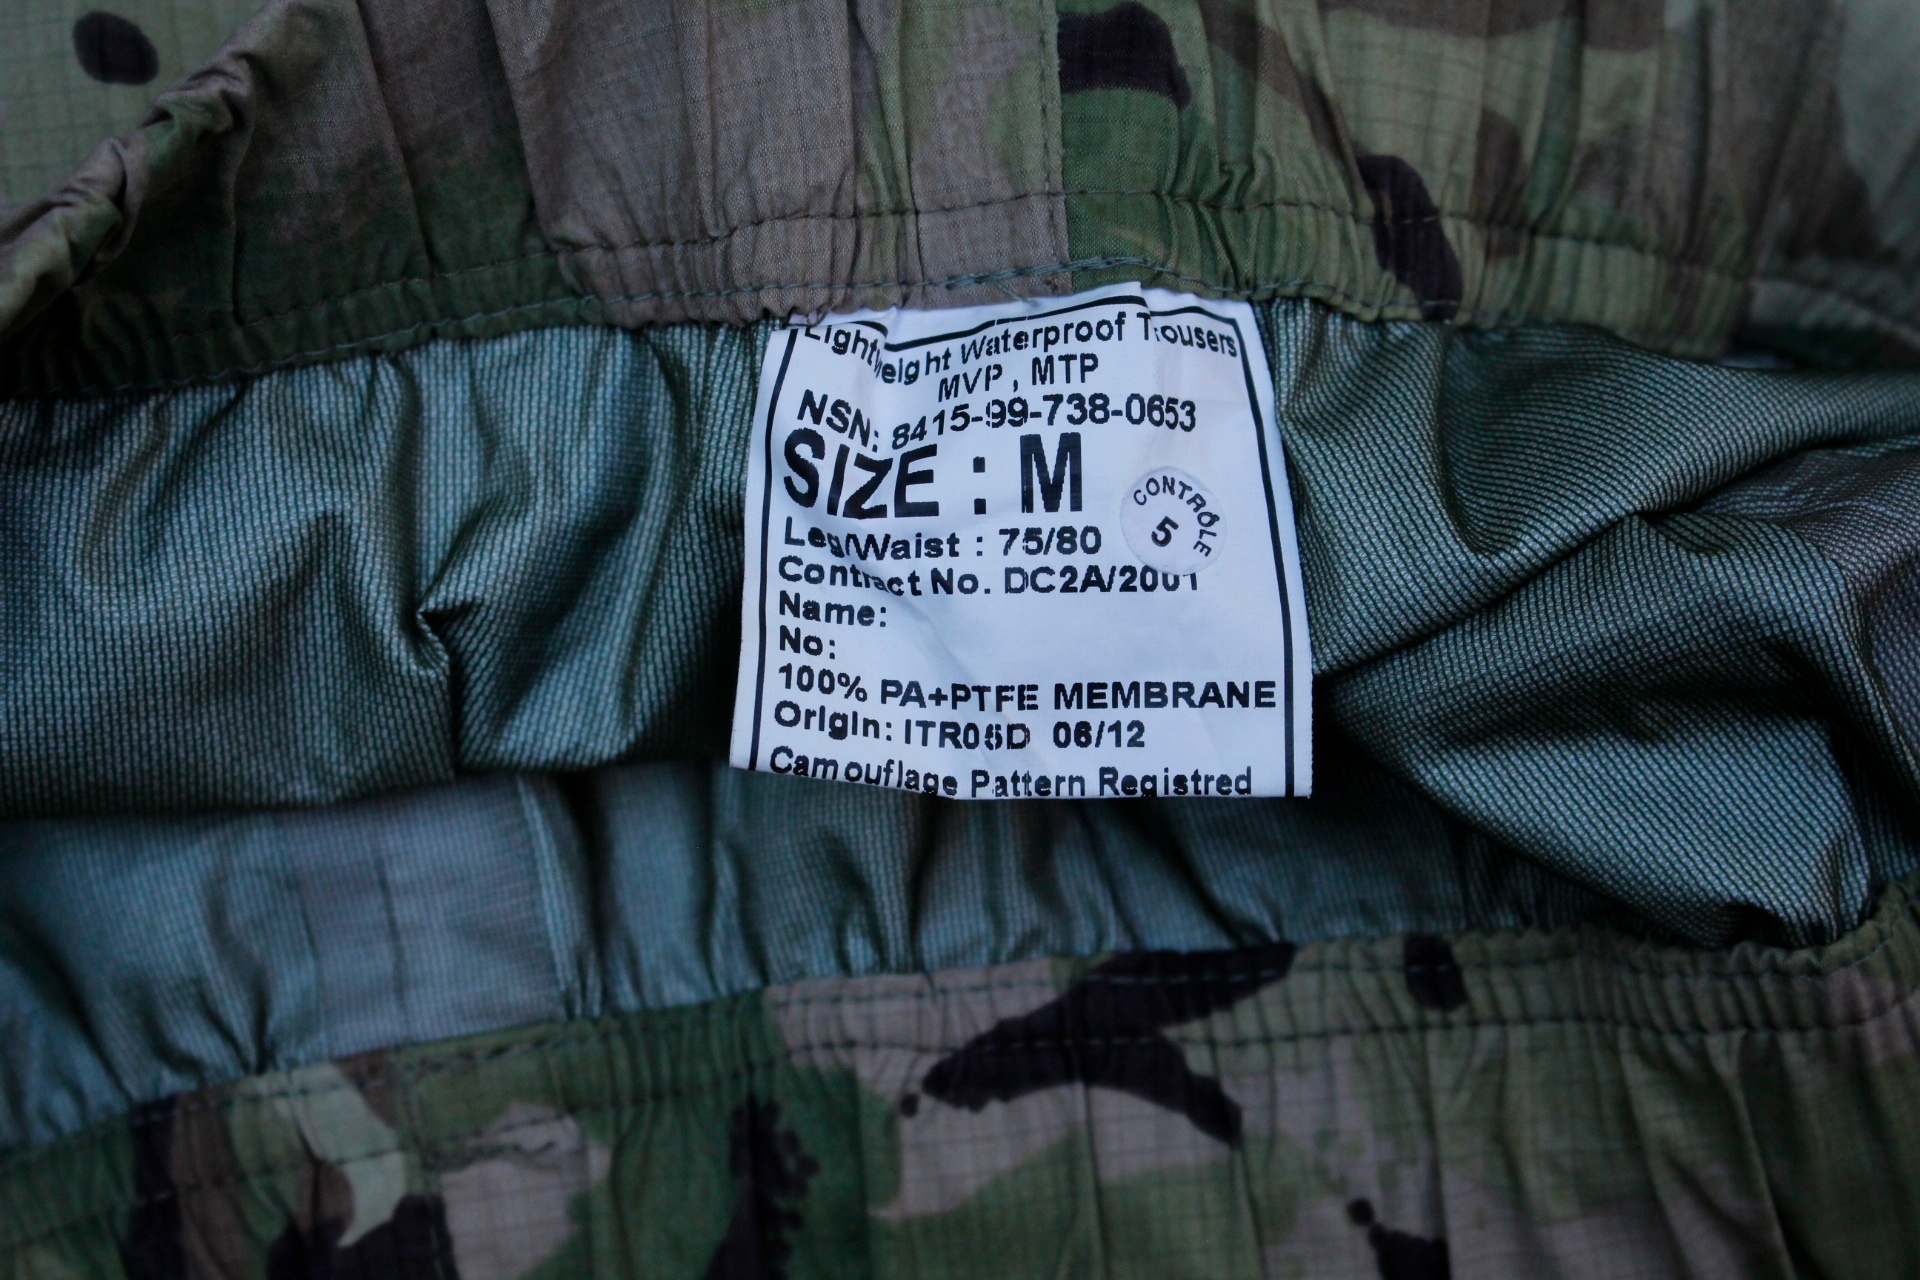 Lightweight Waterproof Trousers
MVP, MTP
NSN: 8415-99-738-0653
SIZE : M
CONTRÔLE
5
Leg/Waist : 75/80
Contract No. DC2A/2001
Name:
No:
100% PA+PTFE MEMBRANE
Origin: ITR05D 06/12
Camouflage Pattern Registred